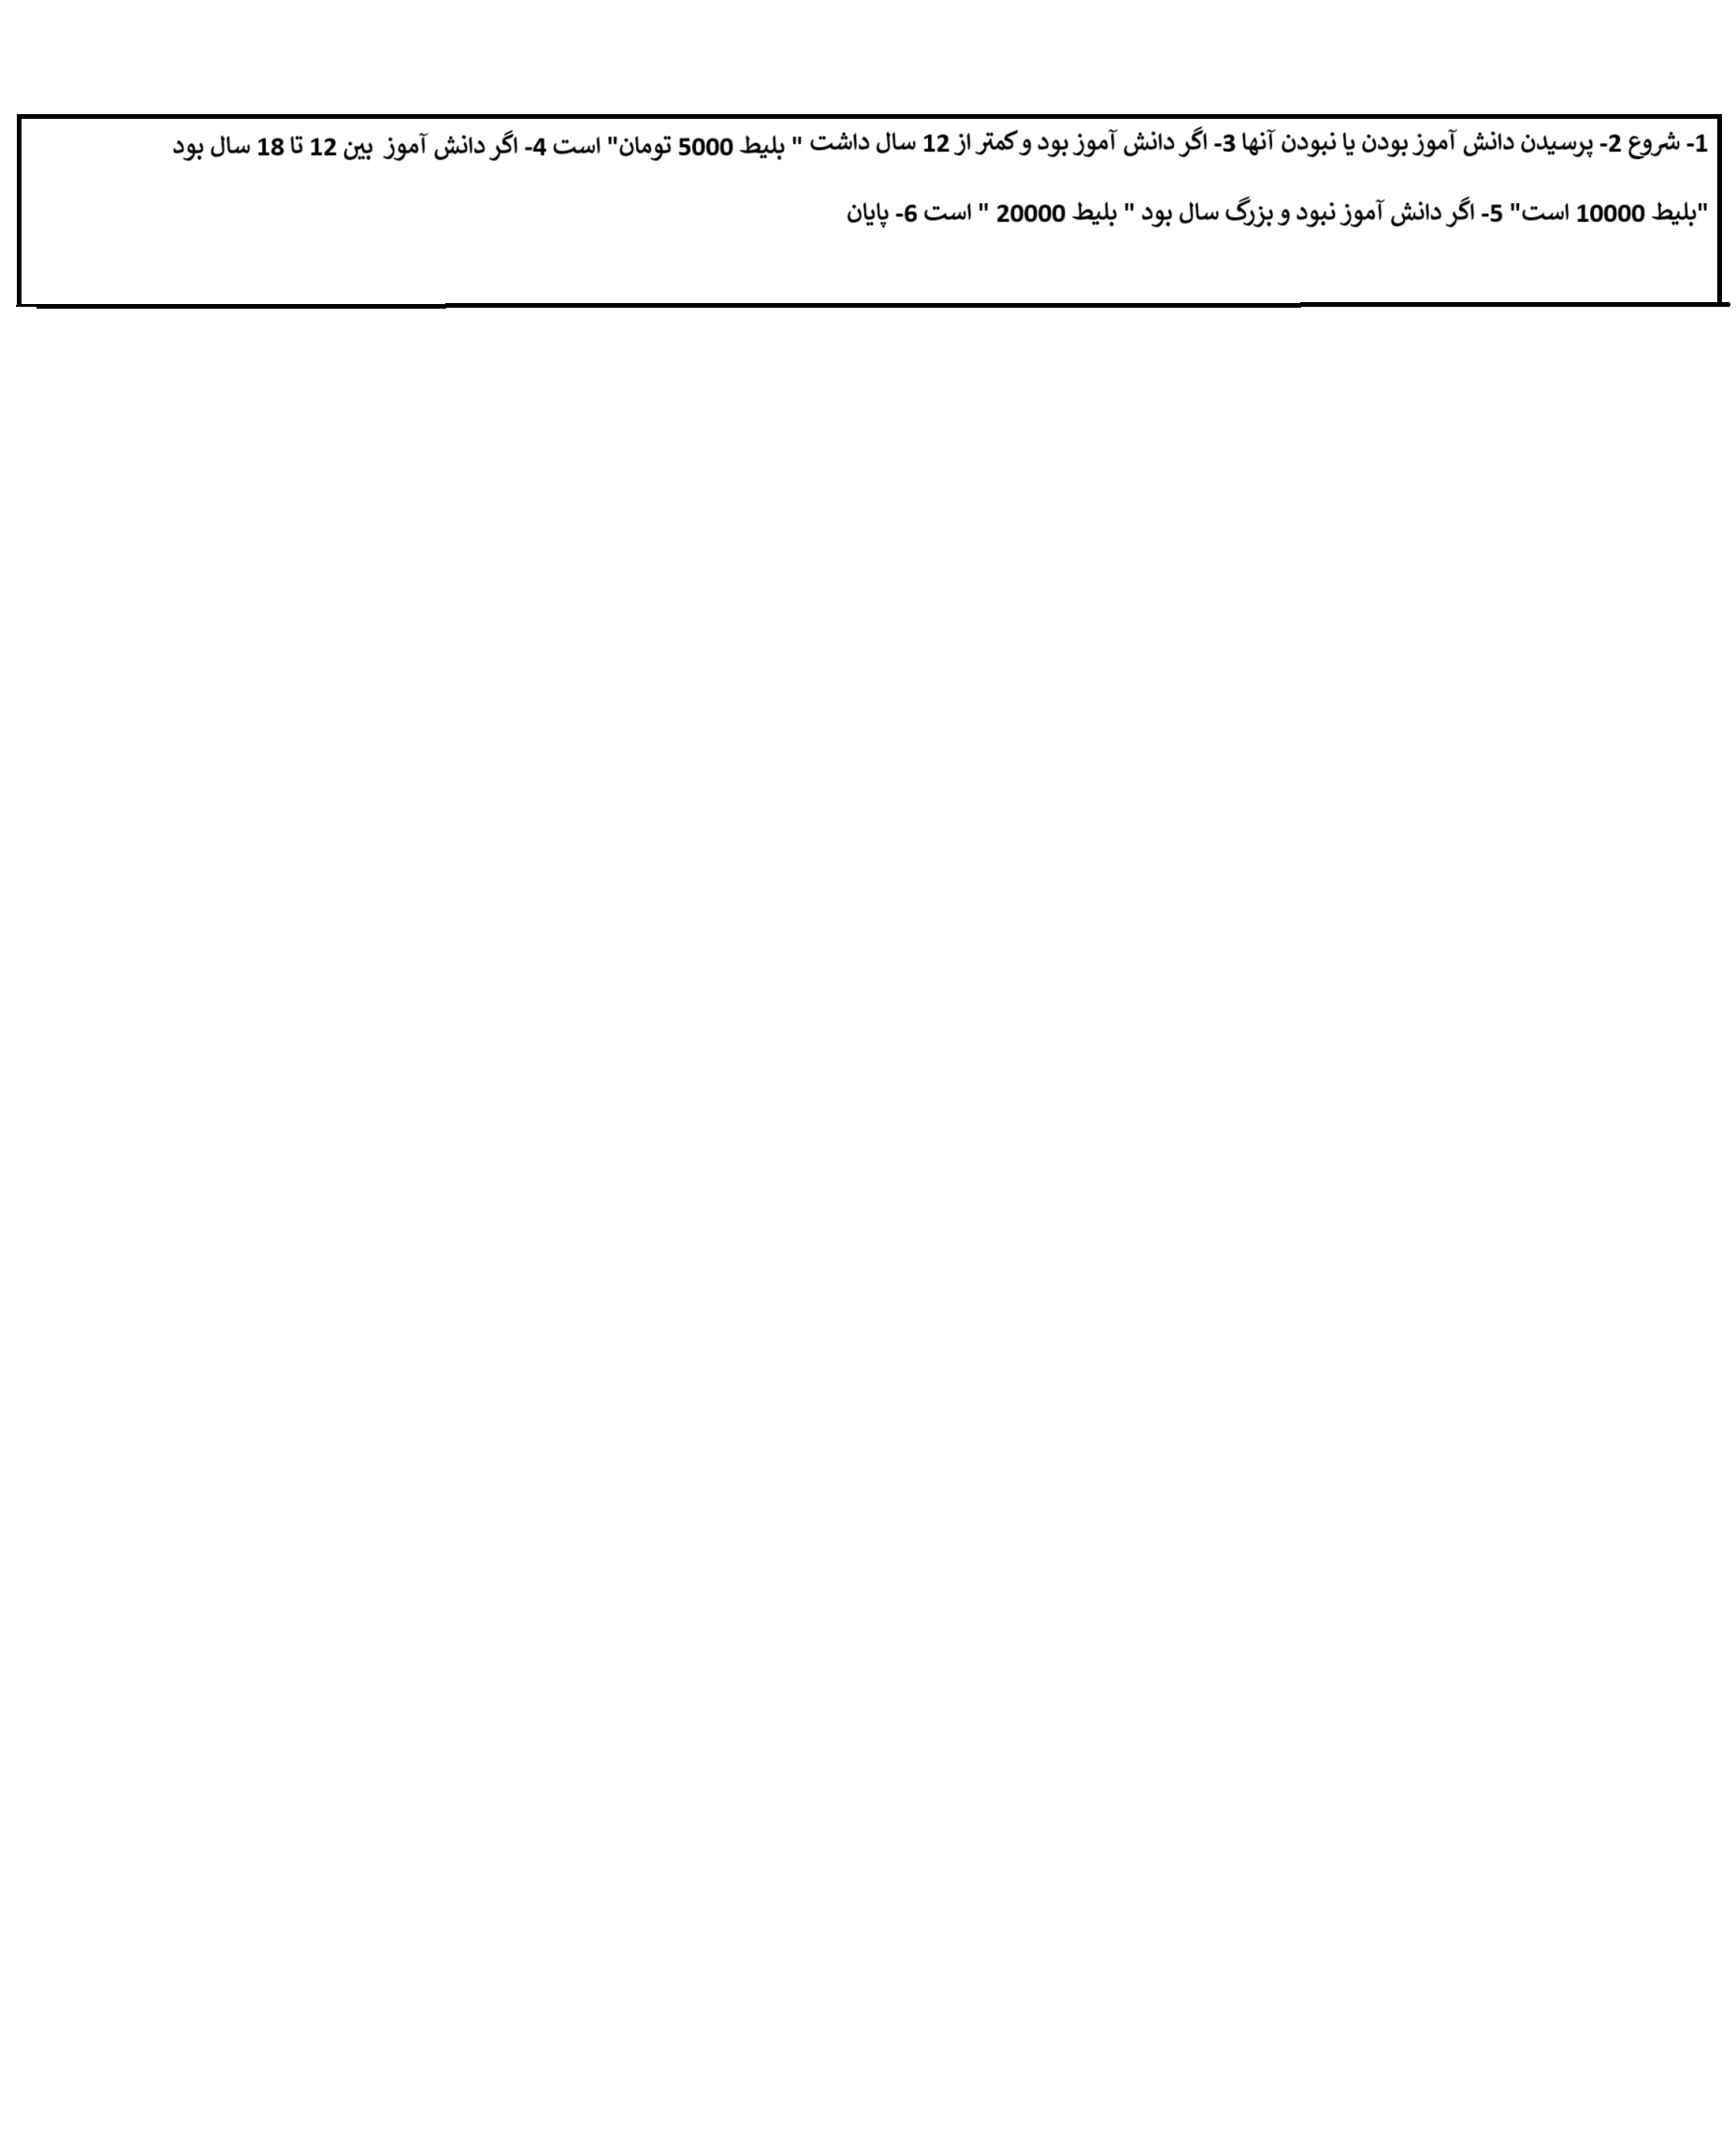 1- شروع 2- پرسیدن دانش آموز بودن یا نبودن آنها 3- اگر دانش آموز بود و کمتر از 12 سال داشت " بلیط 5000 تومان" است 4- اگر دانش آموز  بین 12 تا 18 سال بود
"بلیط 10000 است" 5- اگر دانش آموز نبود و بزرگ سال بود " بلیط 20000 " است 6- پایان